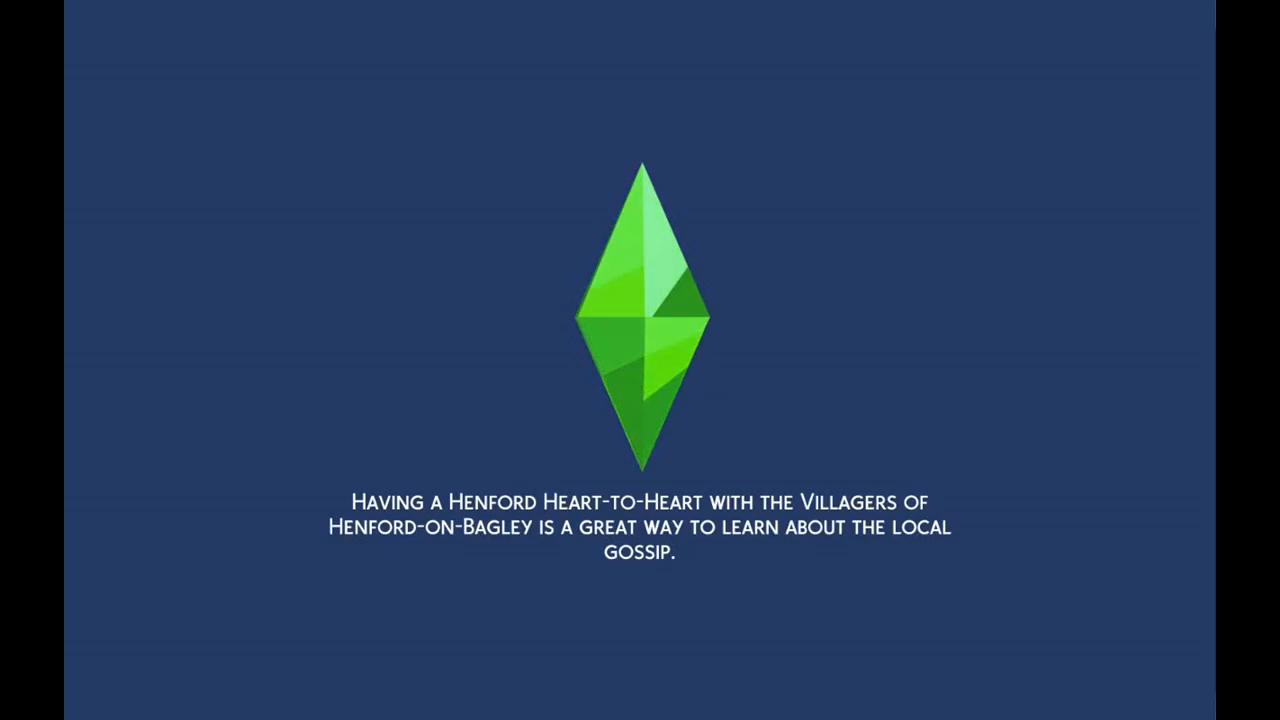 Having a Henford Heart-to-Heart with the Villagers of
Henford-on-Bagley is a great way to learn about the local
gossip.